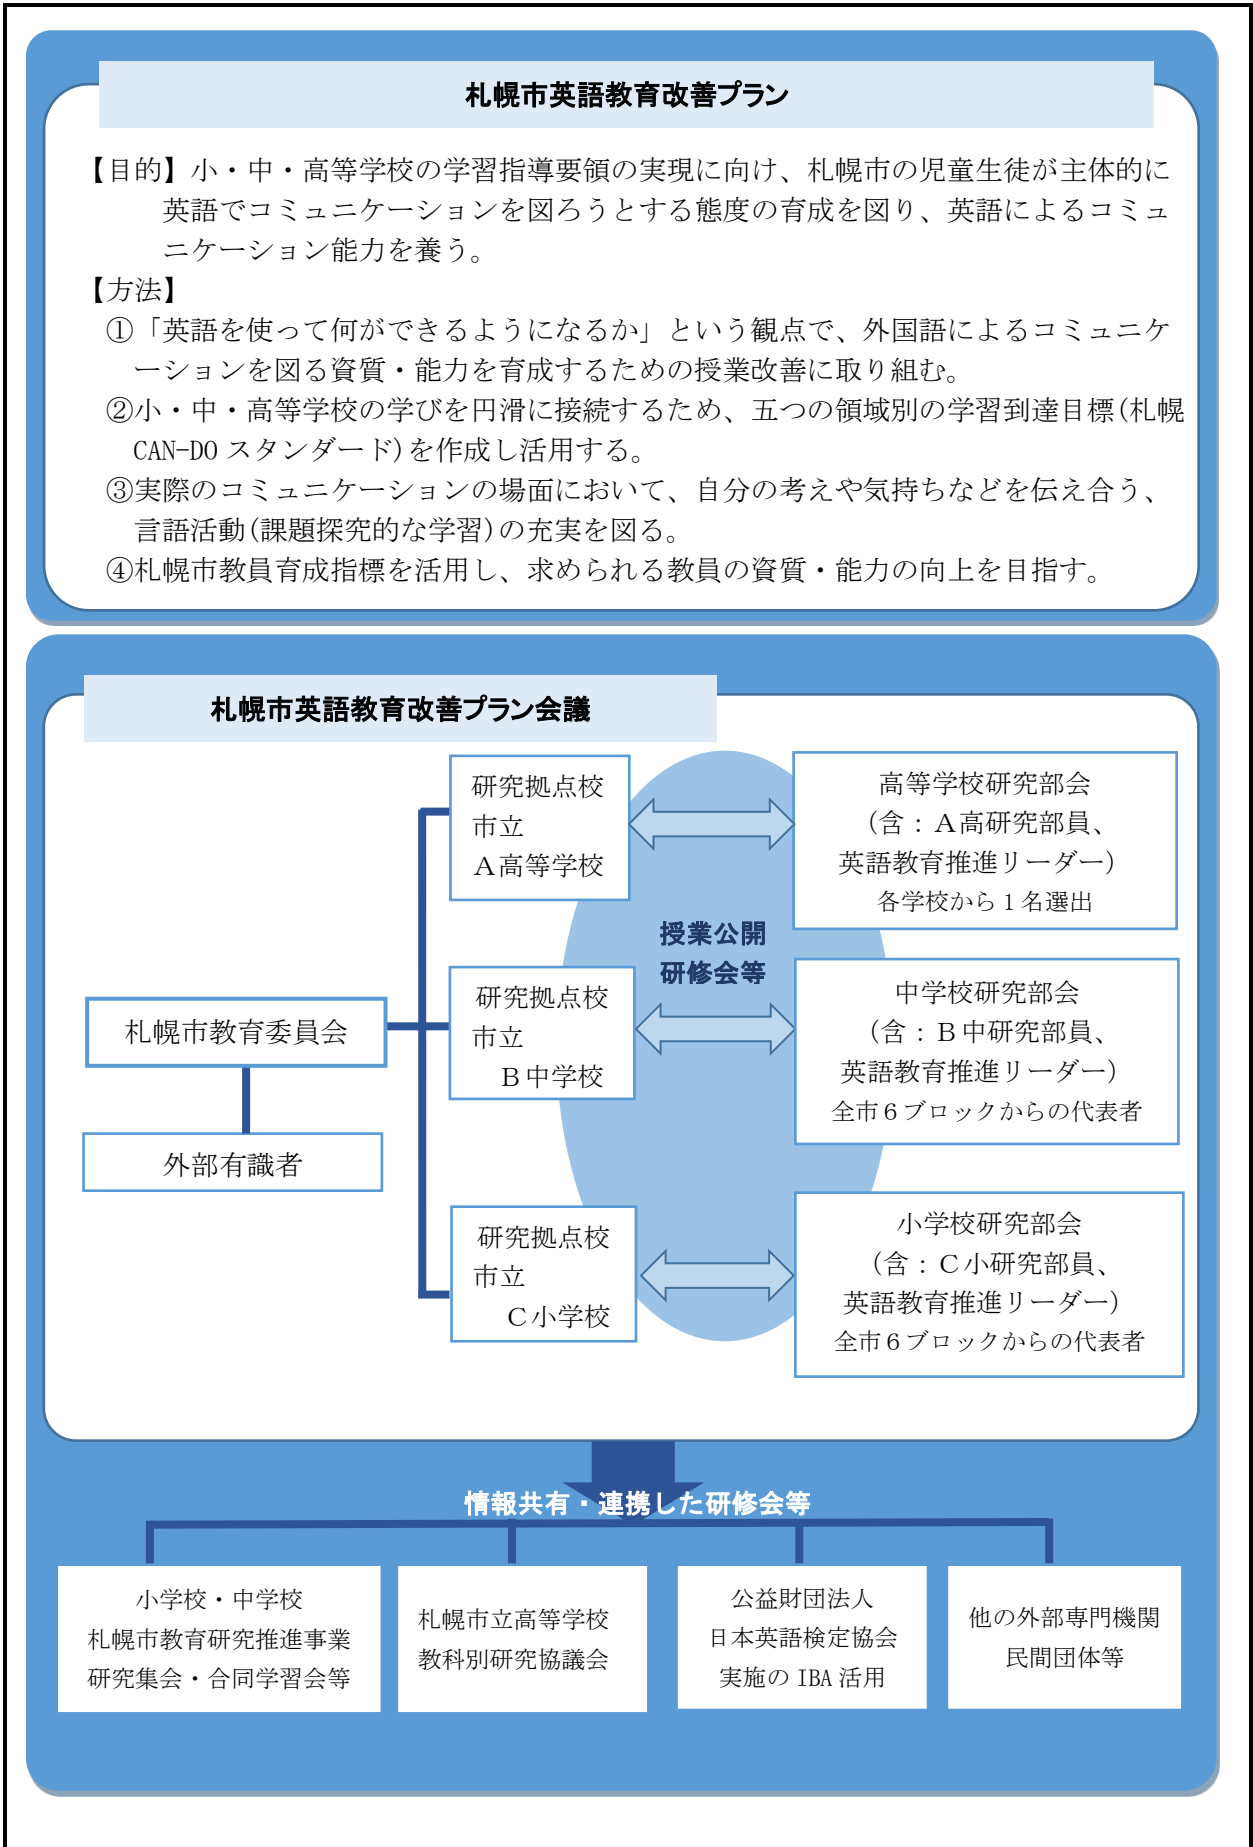 札幌市英語教育改善プラン
【目的】小・中・高等学校の学習指導要領の実現に向け、札幌市の児童生徒が主体的に
英語でコミュニケーションを図ろうとする態度の育成を図り、英語によるコミュ
ニケーション能力を養う。
【方法】
①「英語を使って何ができるようになるか」という観点で、外国語によるコミュニケ
ーションを図る資質・能力を育成するための授業改善に取り組む。
②小・中・高等学校の学びを円滑に接続するため、五つの領域別の学習到達目標(札幌
CAN-DO スタンダード)を作成し活用する。
③実際のコミュニケーションの場面において、自分の考えや気持ちなどを伝え合う、
言語活動(課題探究的な学習)の充実を図る。
④札幌市教員育成指標を活用し、求められる教員の資質・能力の向上を目指す。
札幌市英語教育改善プラン会議
研究拠点校
市立
Ａ高等学校
高等学校研究部会
（含：Ａ高研究部員、
英語教育推進リーダー）
各学校から１名選出
授業公開
研修会等
札幌市教育委員会
外部有識者
研究拠点校
市立
Ｂ中学校
中学校研究部会
（含：Ｂ中研究部員、
英語教育推進リーダー）
全市６ブロックからの代表者
研究拠点校
市立
Ｃ小学校
小学校研究部会
（含：Ｃ小研究部員、
英語教育推進リーダー）
全市６ブロックからの代表者
情報共有・連携した研修会等
小学校・中学校
札幌市教育研究推進事業
研究集会・合同学習会等
札幌市立高等学校
教科別研究協議会
公益財団法人
日本英語検定協会
実施の IBA 活用
他の外部専門機関
民間団体等